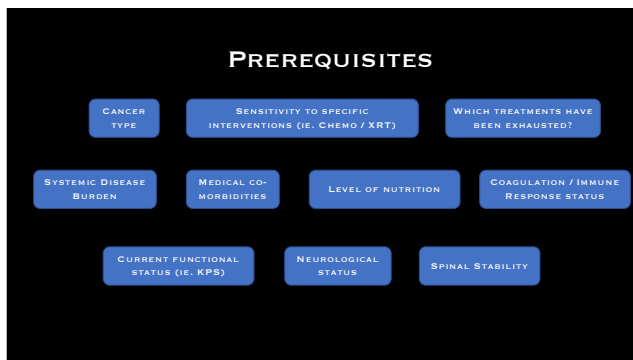 Prerequisites
Cancer
type
Sensitivity to specific
interventions (ie. Chemo / XRT)
Which treatments have
been exhausted?
Systemic Disease
Burden
Medical co-
morbidities
Level of nutrition
Coagulation / Immune
Response status
Current functional
status (ie. KPS)
Neurological
status
Spinal Stability